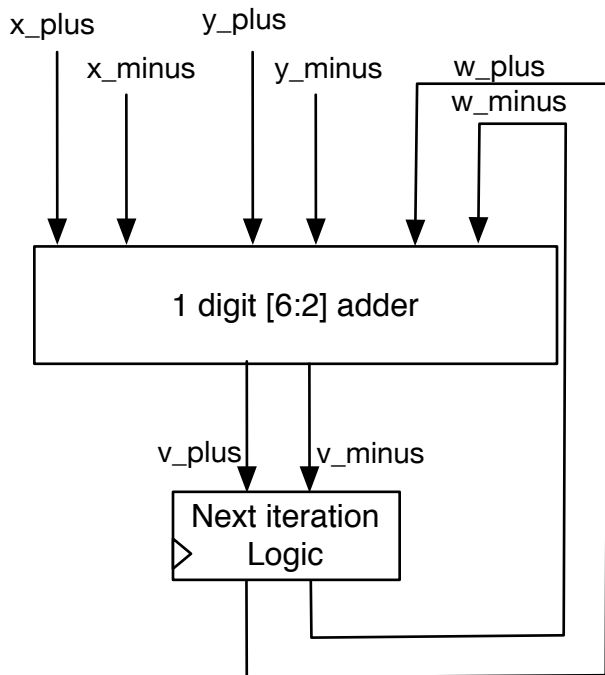 x_plus
y_plus
x_minus
y_minus
w_plus
w_minus
1 digit [6:2] adder
v_plus
v_minus
Next iteration
Logic